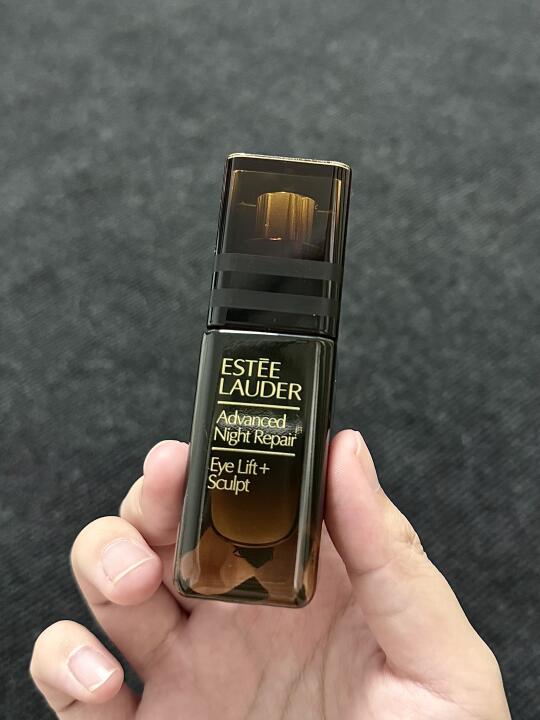 ESTĒE
LAUDER
Advanced
Night Repair
Eye Lift+
Sculpt